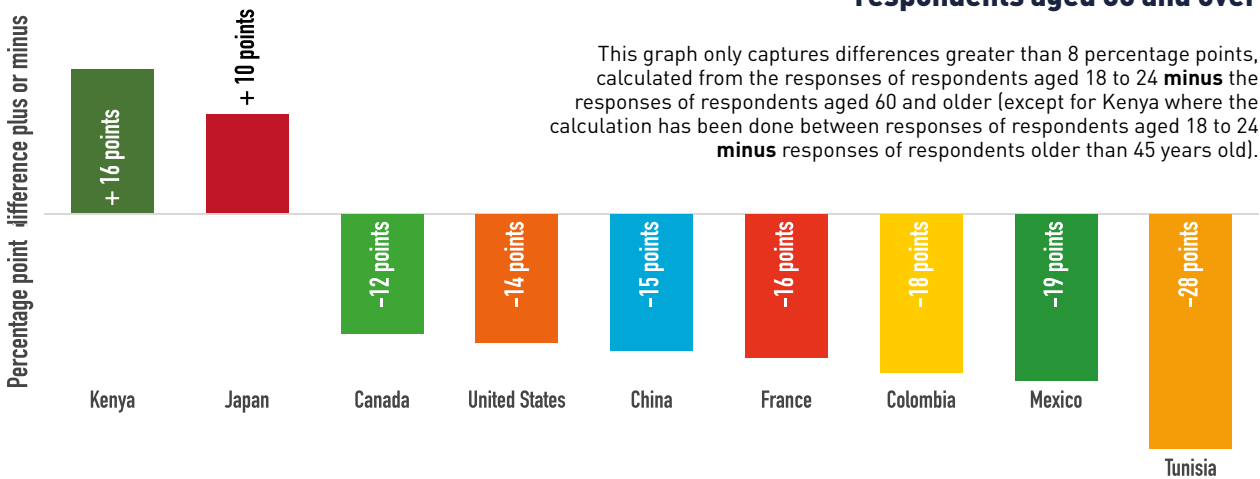 respondents aged 60 and over
This graph only captures differences greater than 8 percentage points,
calculated from the responses of respondents aged 18 to 24 minus the
responses of respondents aged 60 and older (except for Kenya where the
calculation has been done between responses of respondents aged 18 to 24
minus responses of respondents older than 45 years old).
Percentage point difference plus or minus
+ 16 points
+ 10 points
-12 points
-14 points
-15 points
-16 points
-18 points
-19 points
-28 points
Kenya
Japan
Canada
United States
China
France
Colombia
Mexico
Tunisia